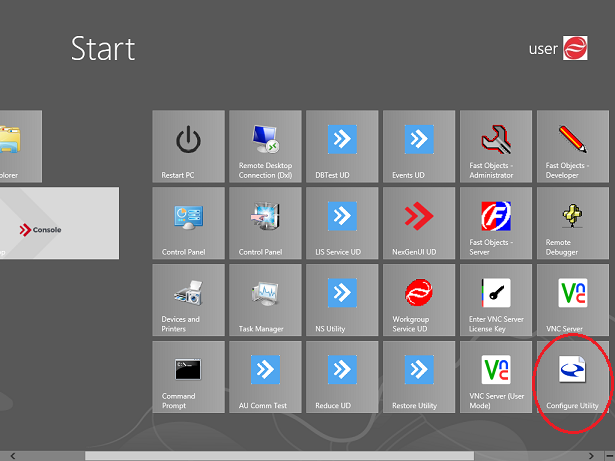 Start
user
plorer
Restart PC
Remote Desktop
Connection (Dxl)
DBTest UD
Events UD
Fast Objects -
Administrator
Fast Objects -
Developer
Console
Control Panel
Control Panel
LIS Service UD
NexGenUI UD
Fast Objects -
Server
Remote
Debugger
Devices and
Printers
Task Manager
NS Utility
Workgroup
Service UD
Enter VNC Server
License Key
VNC Server
Command
Prompt
AU Comm Test
Reduce UD
Restore Utility
VNC Server (User
Mode)
Configure Utility